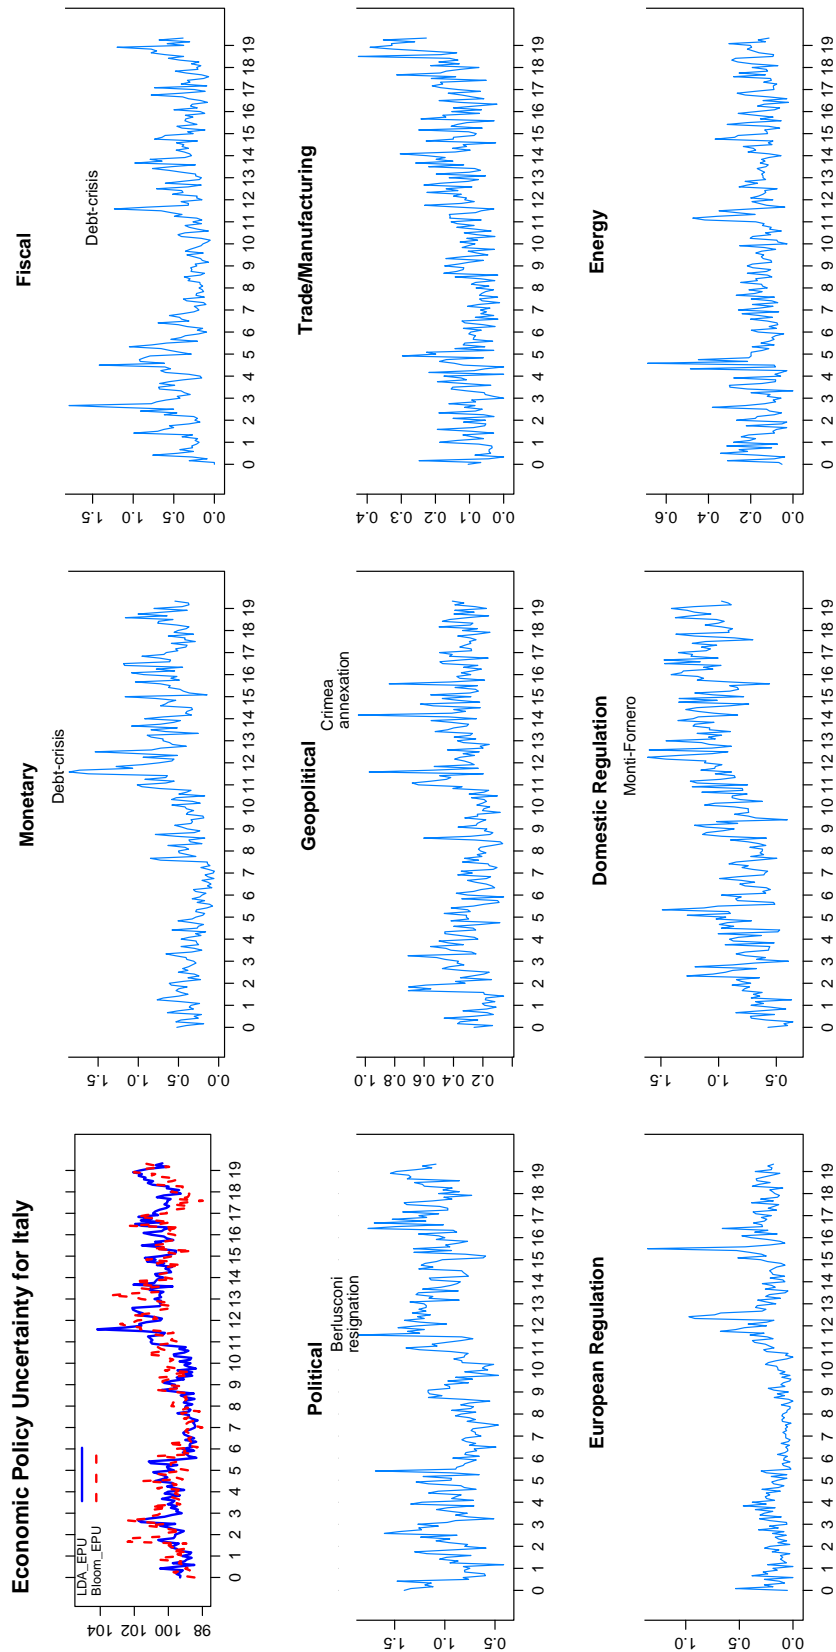 Economic Policy Uncertainty for Italy
LDA_EPU
Bloom_EPU
104
102
100
98
0 1 2 3 4 5 6 7 8 9 10 11 12 13 14 15 16 17 18 19
Monetary
Debt-crisis
1.5
1.0
0.5
0.0
0 1 2 3 4 5 6 7 8 9 10 11 12 13 14 15 16 17 18 19
Fiscal
Debt-crisis
1.5
1.0
0.5
0.0
0 1 2 3 4 5 6 7 8 9 10 11 12 13 14 15 16 17 18 19
Political
Berlusconi
resignation
1.5
1.0
0.5
0 1 2 3 4 5 6 7 8 9 10 11 12 13 14 15 16 17 18 19
Geopolitical
Crimea
annexation
1.0
0.8
0.6
0.4
0.2
0 1 2 3 4 5 6 7 8 9 10 11 12 13 14 15 16 17 18 19
Trade/Manufacturing
0.4
0.3
0.2
0.1
0.0
0 1 2 3 4 5 6 7 8 9 10 11 12 13 14 15 16 17 18 19
European Regulation
1.0
0.5
0.0
0 1 2 3 4 5 6 7 8 9 10 11 12 13 14 15 16 17 18 19
Domestic Regulation
Monti-Fornero
1.5
1.0
0.5
0 1 2 3 4 5 6 7 8 9 10 11 12 13 14 15 16 17 18 19
Energy
0.6
0.4
0.2
0.0
0 1 2 3 4 5 6 7 8 9 10 11 12 13 14 15 16 17 18 19